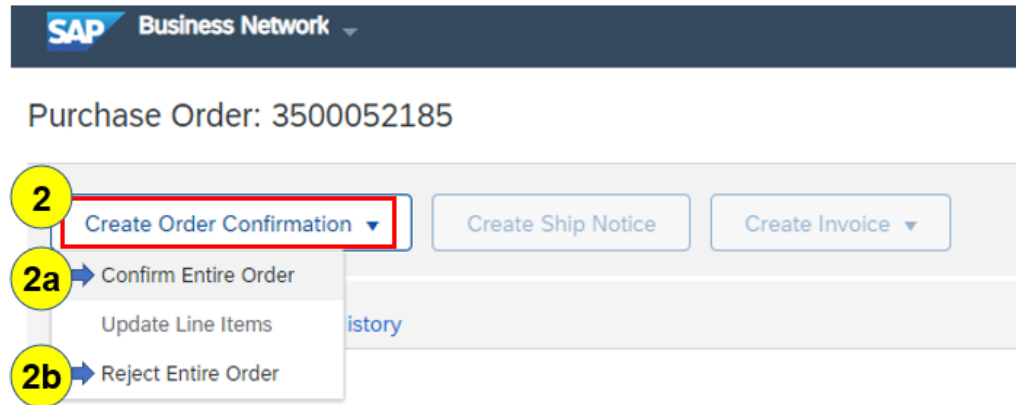 SAP Business Network
Purchase Order: 3500052185
2
Create Order Confirmation Create Ship Notice Create Invoice
2a Confirm Entire Order
Update Line Items istory
2b Reject Entire Order